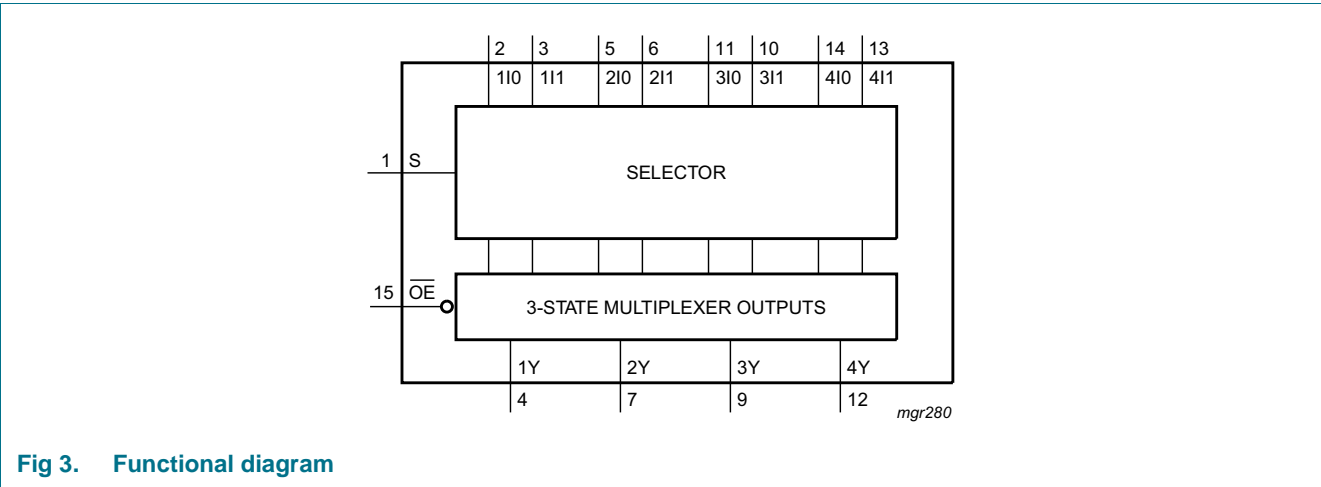 2 3 5 6 11 10 14 13
1I0 1I1 2I0 2I1 3I0 3I1 4I0 4I1
1 S
SELECTOR
15 O̅E̅
3-STATE MULTIPLEXER OUTPUTS
1Y 2Y 3Y 4Y
4 7 9 12
mgr280
Fig 3. Functional diagram